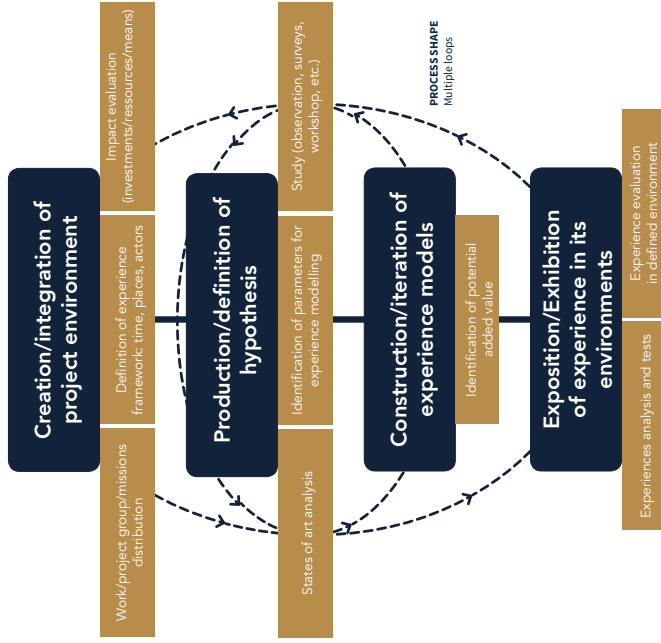 Creation/integration of
project environment
Work/project group/missions
distribution
Definition of experience
framework: time, places, actors
Impact evaluation
(investments/ressources/means)
Production/definition of
hypothesis
States of art analysis
Identification of parameters for
experience modelling
Study (observation, surveys,
workshop, etc.)
Construction/iteration of
experience models
Identification of potential
added value
PROCESS SHAPE
Multiple loops
Exposition/Exhibition
of experience in its
environments
Experiences analysis and tests
Experience evaluation
in defined environment